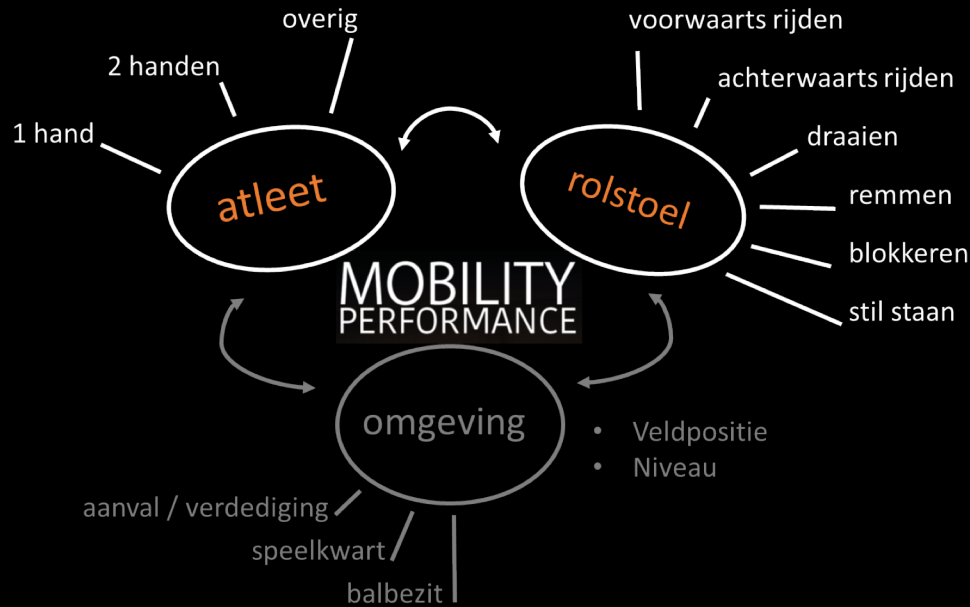 overig
2 handen
1 hand
atleet
voorwaarts rijden
achterwaarts rijden
draaien
remmen
blokkeren
stil staan
rolstoel
MOBILITY
PERFORMANCE
omgeving
• Veldpositie
• Niveau
aanval / verdediging
speelkwart
balbezit